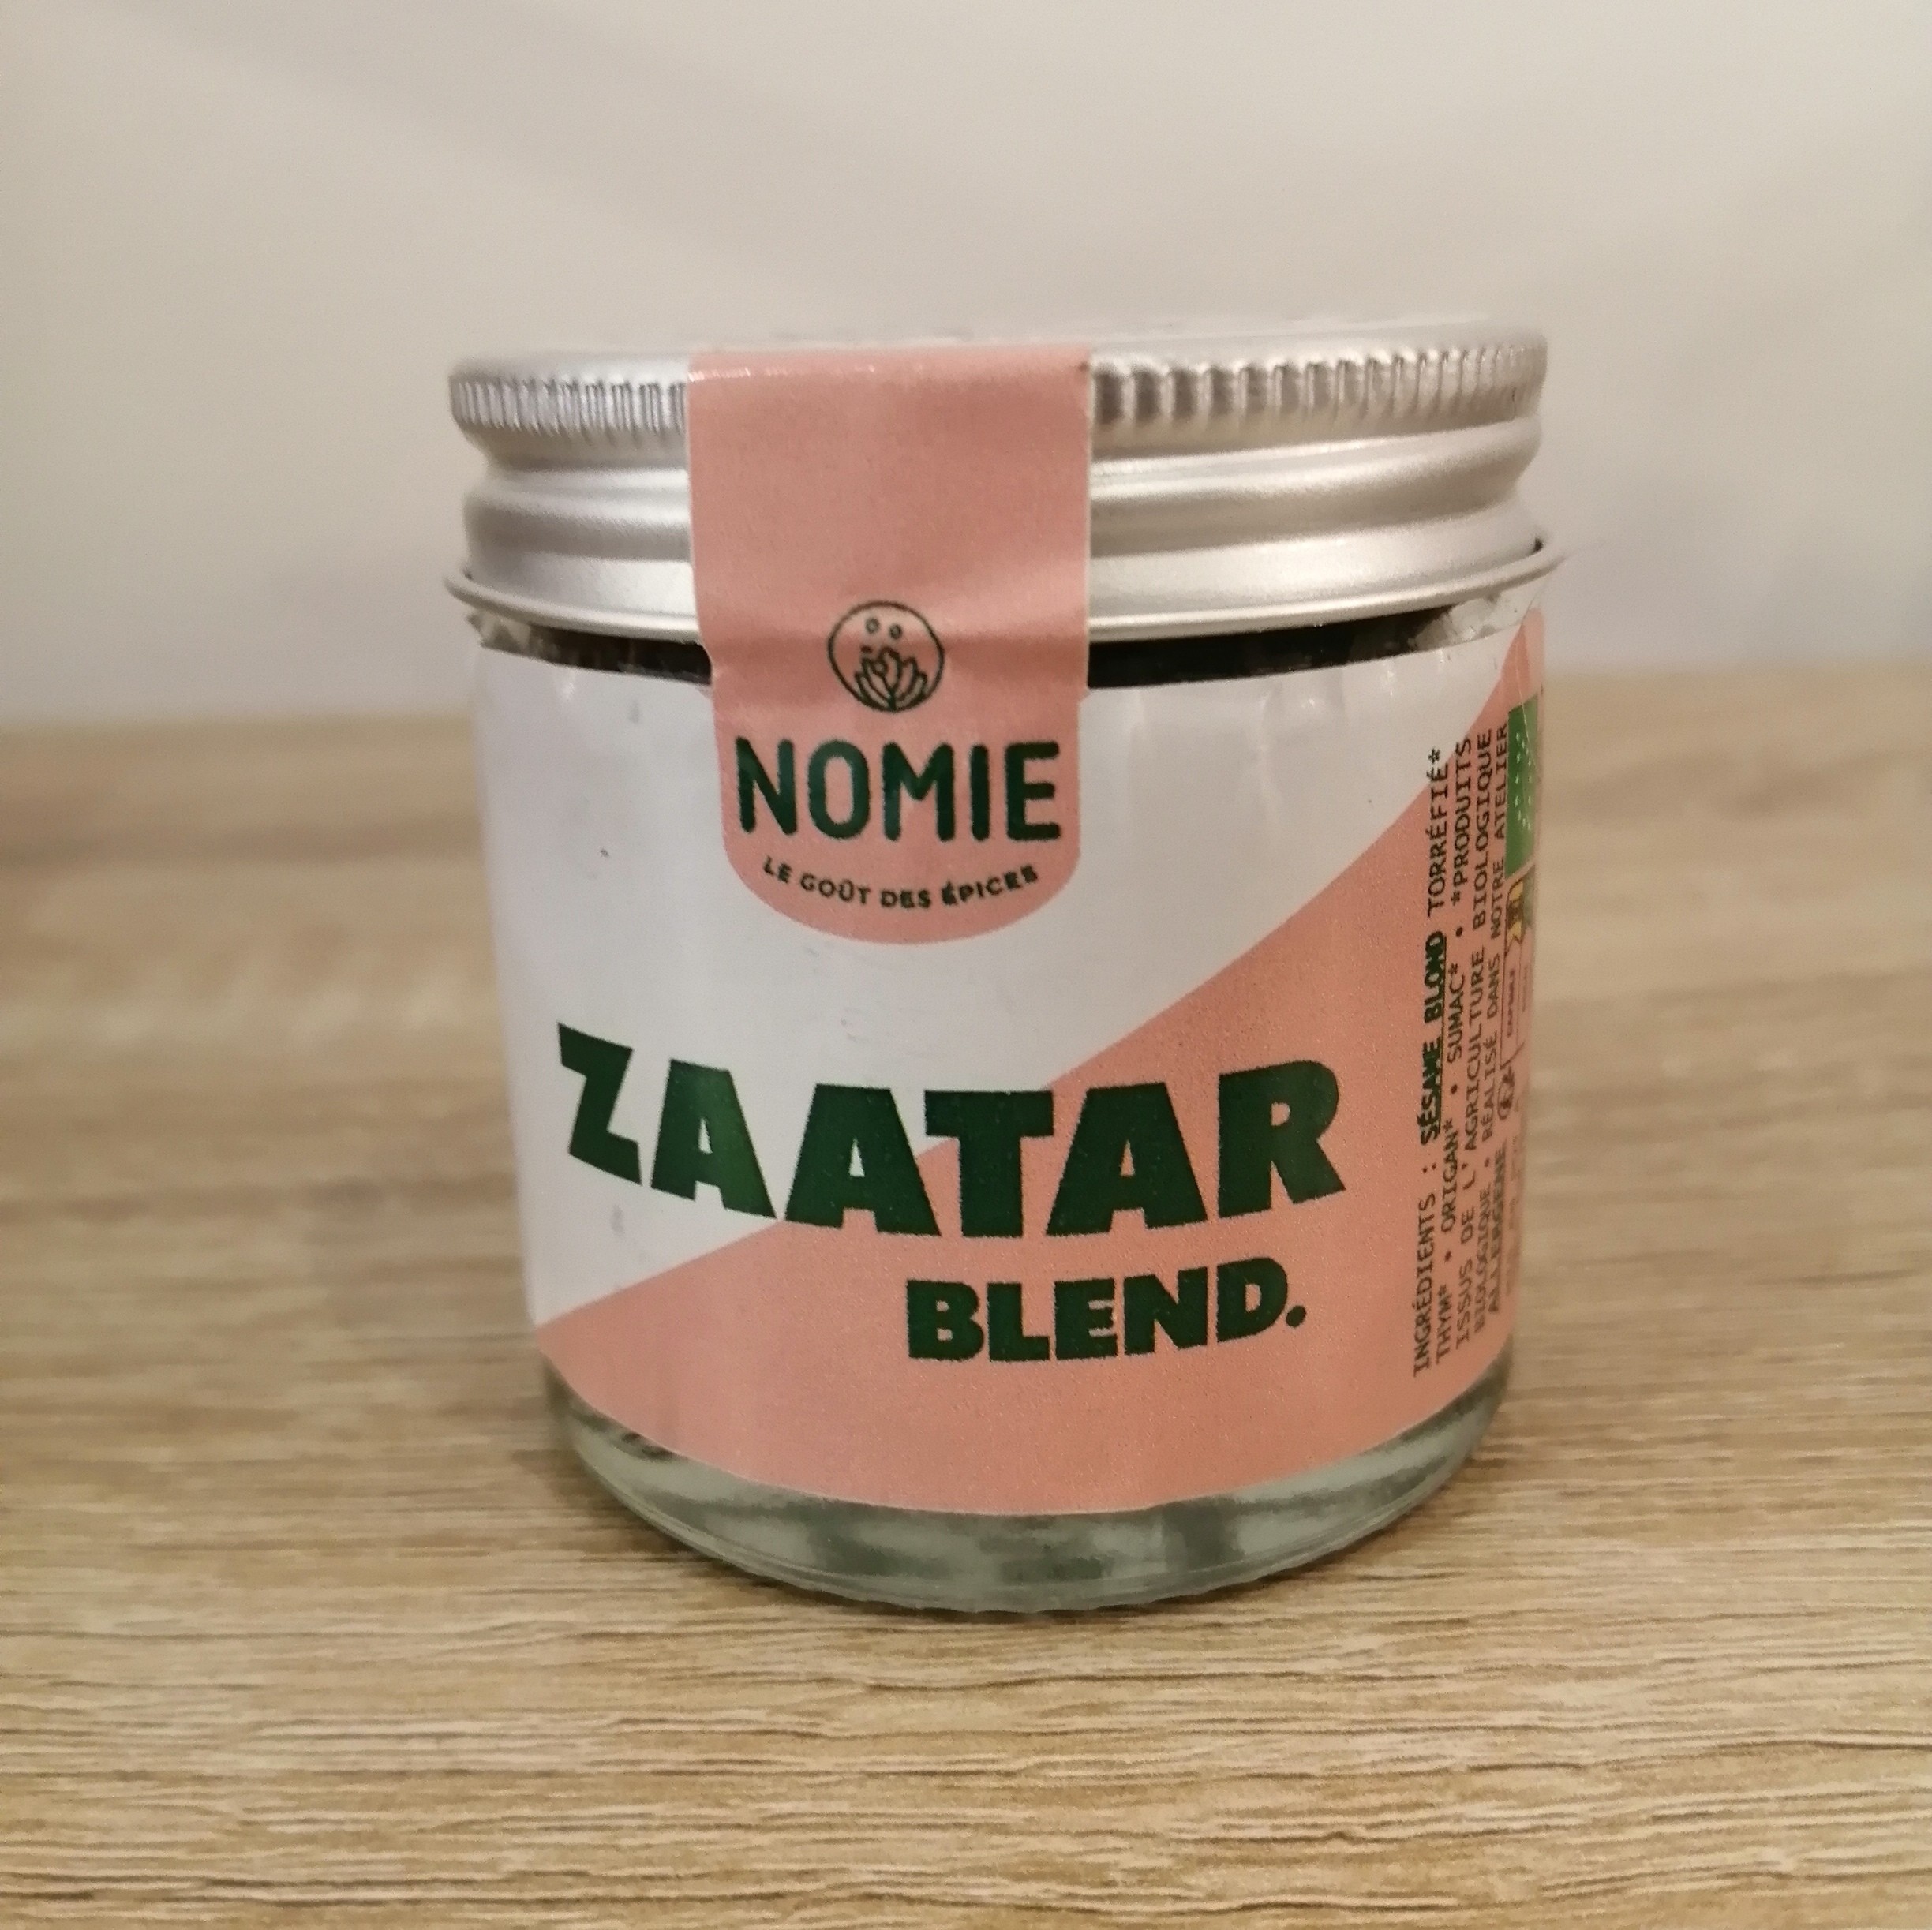 NOMIE
LE GOÛT DES ÉPICES
ZAATAR
BLEND.
INGRÉDIENTS : SÉSAME BLOND TORRÉFIÉ*
THYM* • ORIGAN* • SUMAC* • *PRODUITS
ISSUS DE L'AGRICULTURE BIOLOGIQUE
BIOLOGIQUE • RÉALISÉ DANS NOTRE ATELIER
ALLERGÈNE